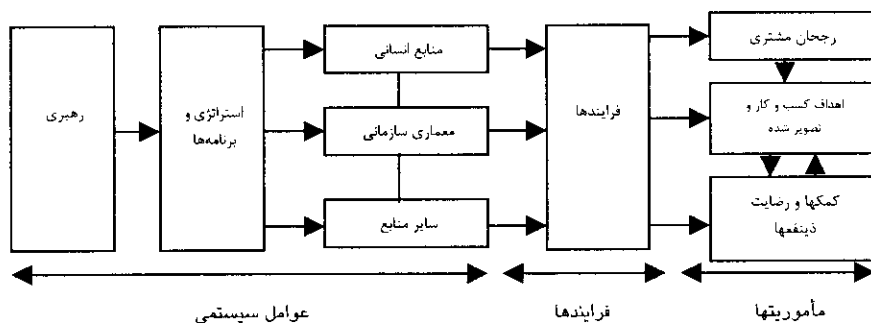 رهبری
استراتژی و
برنامه‌ها
منابع انسانی
معماری سازمانی
سایر منابع
فرایندها
رجحان مشتری
اهداف کسب و کار و
تصویر شده
کمکها و رضایت
ذینفعها
عوامل سیستمی
فرایندها
مأموریتها